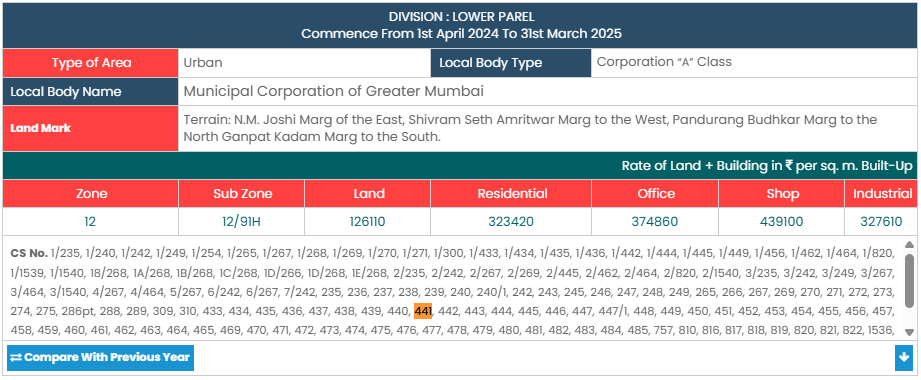 DIVISION : LOWER PAREL
Commence From 1st April 2024 To 31st March 2025
Type of Area Urban Local Body Type Corporation “A” Class
Local Body Name Municipal Corporation of Greater Mumbai
Land Mark Terrain: N.M. Joshi Marg of the East, Shivram Seth Amritwar Marg to the West, Pandurang Budhkar Marg to the
North Ganpat Kadam Marg to the South.
Rate of Land + Building in ₹ per sq. m. Built-Up
Zone Sub Zone Land Residential Office Shop Industrial
12 12/91H 126110 323420 374860 439100 327610
CS No. 1/235, 1/240, 1/242, 1/249, 1/254, 1/265, 1/267, 1/268, 1/269, 1/270, 1/271, 1/300, 1/433, 1/434, 1/435, 1/436, 1/442, 1/444, 1/445, 1/449, 1/456, 1/462, 1/464, 1/820,
1/1539, 1/1540, 18/268, 1A/268, 1B/268, 1C/268, 1D/266, 1D/268, 1E/268, 2/235, 2/242, 2/267, 2/269, 2/445, 2/462, 2/464, 2/820, 2/1540, 3/235, 3/242, 3/249, 3/267,
3/464, 3/1540, 4/267, 4/464, 5/267, 6/242, 6/267, 7/242, 235, 236, 237, 238, 239, 240, 240/1, 242, 243, 245, 246, 247, 248, 249, 265, 266, 267, 269, 270, 271, 272, 273,
274, 275, 286pt, 288, 289, 309, 310, 433, 434, 435, 436, 437, 438, 439, 440, 441, 442, 443, 444, 445, 446, 447, 447/1, 448, 449, 450, 451, 452, 453, 454, 455, 456, 457,
458, 459, 460, 461, 462, 463, 464, 465, 469, 470, 471, 472, 473, 474, 475, 476, 477, 478, 479, 480, 481, 482, 483, 484, 485, 757, 810, 816, 817, 818, 819, 820, 821, 822, 1536,
Compare With Previous Year